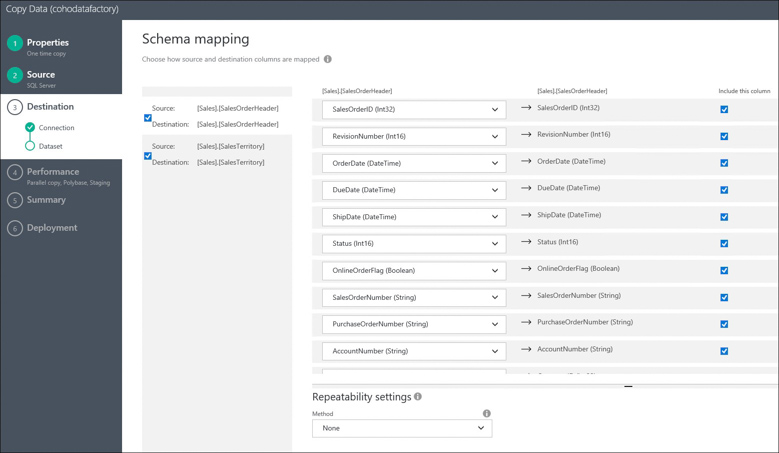 Copy Data (cohodatafactory)
1
Properties
One time copy
2
Source
SQL Server
3
Destination
Connection
Dataset
4
Performance
Parallel copy, Polybase, Staging
5
Summary
6
Deployment
Schema mapping
Choose how source and destination columns are mapped
Source: [Sales].[SalesOrderHeader]
Destination: [Sales].[SalesOrderHeader]
Source: [Sales].[SalesTerritory]
Destination: [Sales].[SalesTerritory]
[Sales].[SalesOrderHeader] [Sales].[SalesOrderHeader] Include this column
SalesOrderID (Int32) → SalesOrderID (Int32)
RevisionNumber (Int16) → RevisionNumber (Int16)
OrderDate (DateTime) → OrderDate (DateTime)
DueDate (DateTime) → DueDate (DateTime)
ShipDate (DateTime) → ShipDate (DateTime)
Status (Int16) → Status (Int16)
OnlineOrderFlag (Boolean) → OnlineOrderFlag (Boolean)
SalesOrderNumber (String) → SalesOrderNumber (String)
PurchaseOrderNumber (String) → PurchaseOrderNumber (String)
AccountNumber (String) → AccountNumber (String)
Repeatability settings
Method
None